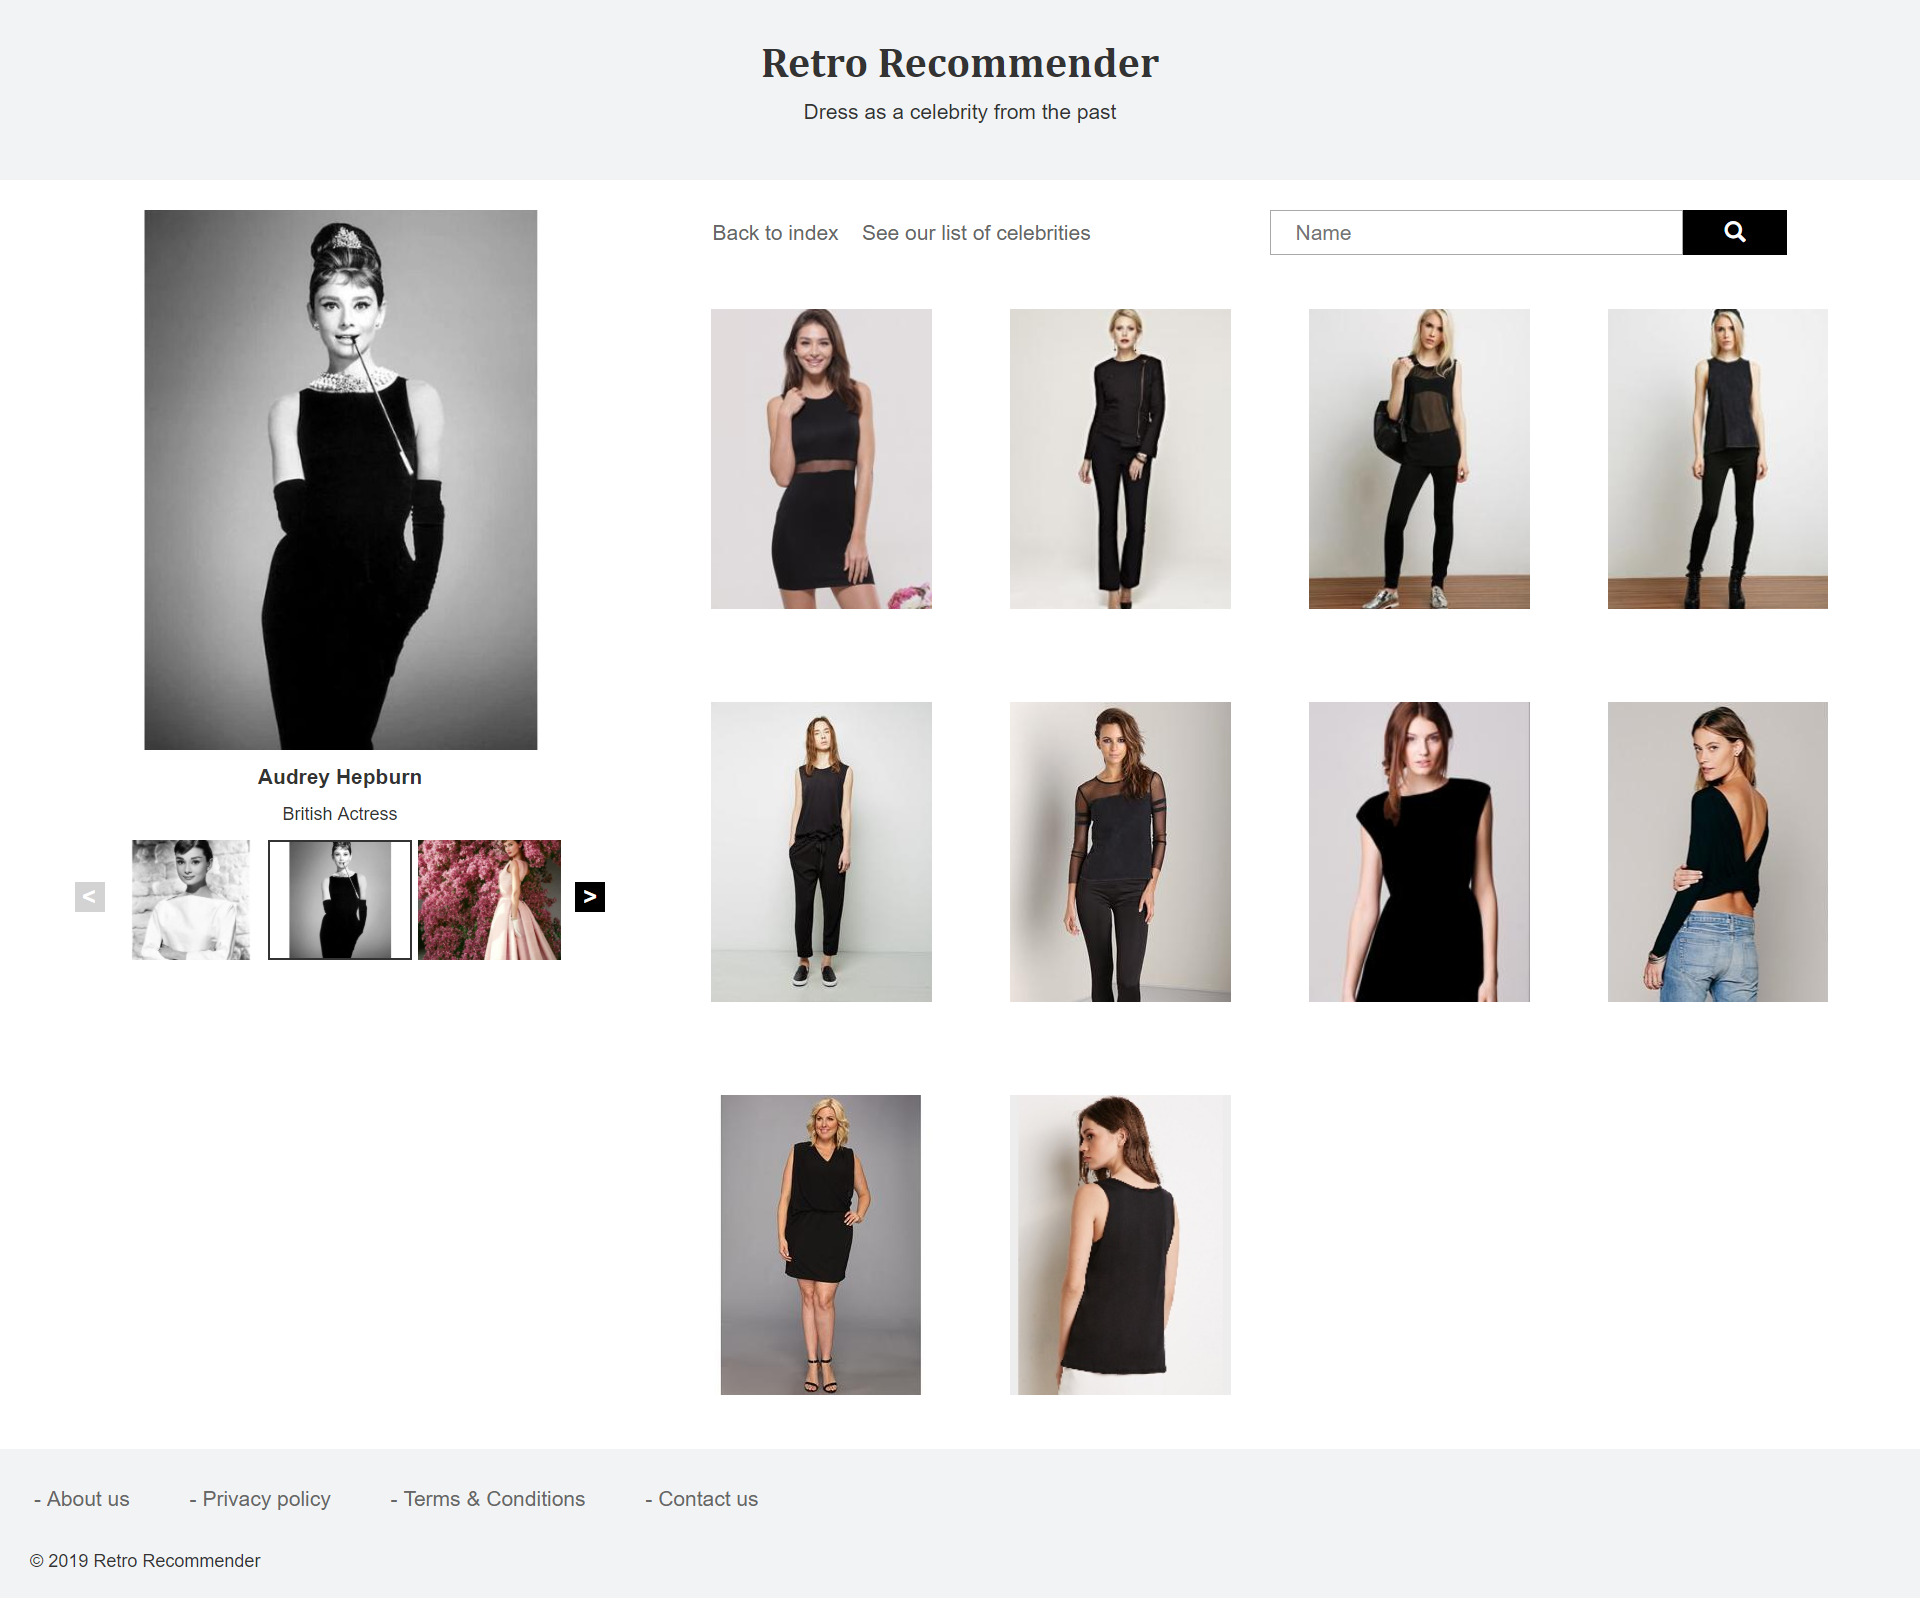 Retro Recommender
Dress as a celebrity from the past
Back to index
See our list of celebrities
Name
Audrey Hepburn
British Actress
<
>
- About us
- Privacy policy
- Terms & Conditions
- Contact us
© 2019 Retro Recommender